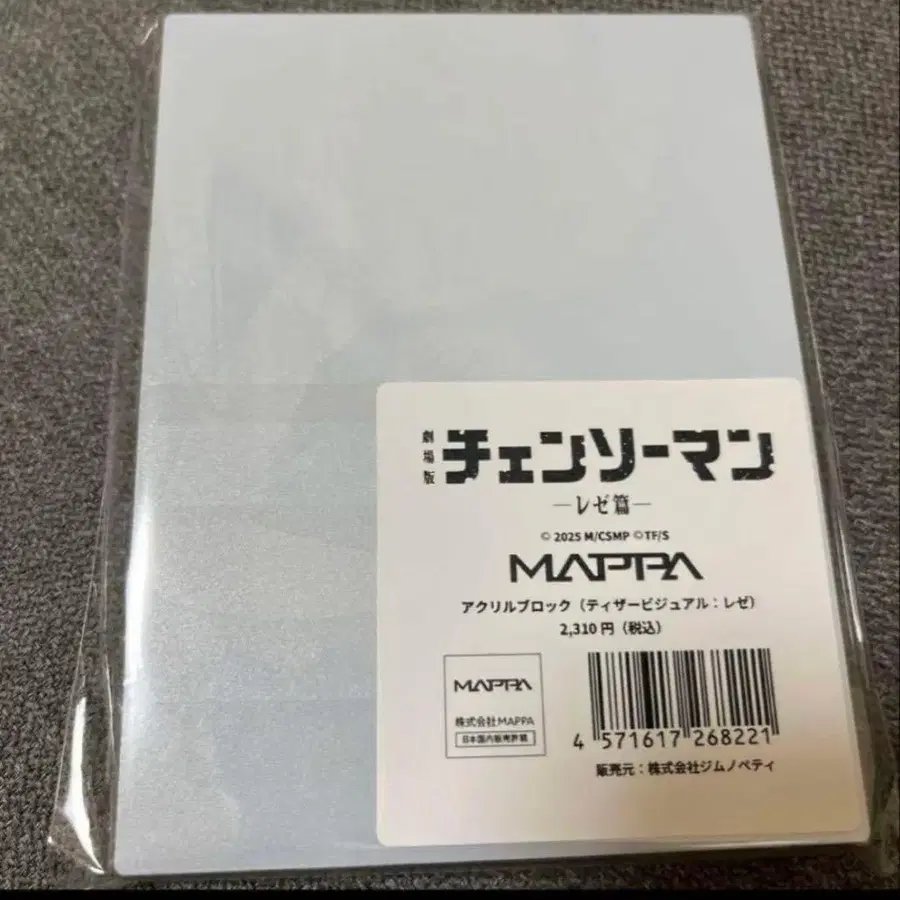 劇場版
チェンソーマン
―レゼ篇―
© 2025 M/CSMP ©TF/S
MAPPA
アクリルブロック（ティザービジュアル：レゼ）
2,310 円（税込）
MAPPA
株式会社MAPPA
日本国内販売許諾
4 571617 268221
販売元：株式会社ジムノペティ